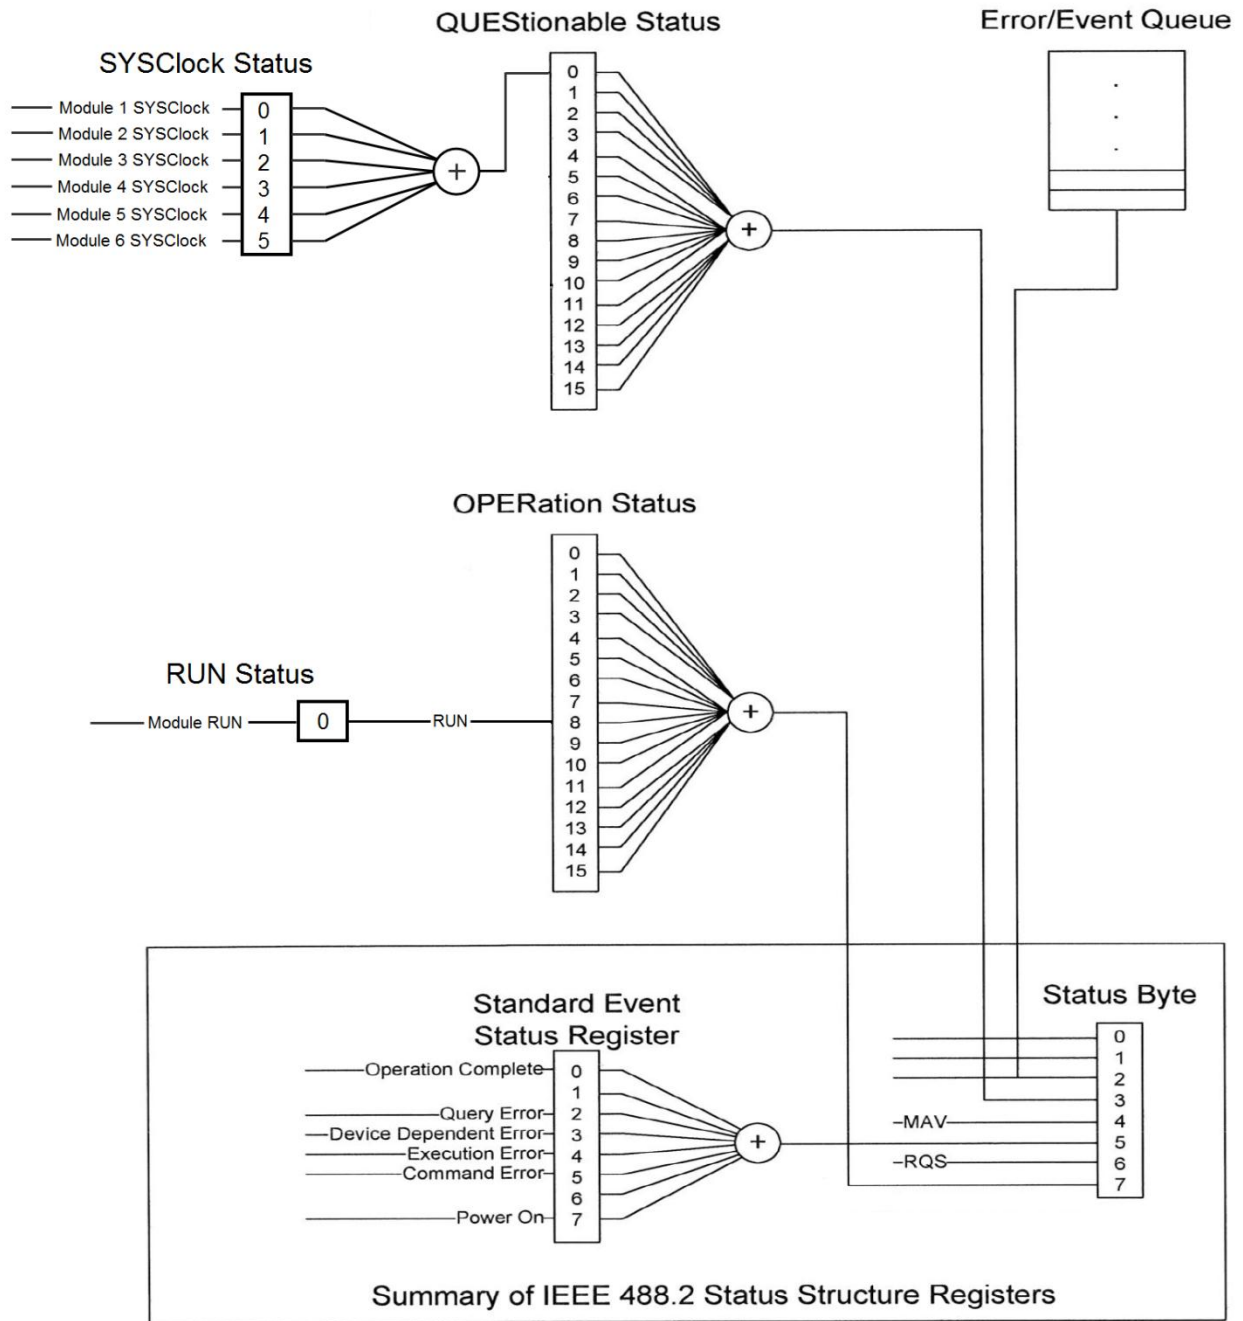 QUEStionable Status
Error/Event Queue
SYSClock Status
Module 1 SYSClock 0
Module 2 SYSClock 1
Module 3 SYSClock 2
Module 4 SYSClock 3
Module 5 SYSClock 4
Module 6 SYSClock 5
+
0
1
2
3
4
5
6
7
8
9
10
11
12
13
14
15
+
OPERation Status
0
1
2
3
4
5
6
7
8
9
10
11
12
13
14
15
+
RUN Status
Module RUN 0 RUN
Standard Event
Status Register
Operation Complete 0
1
Query Error 2
Device Dependent Error 3
Execution Error 4
Command Error 5
6
Power On 7
+
Status Byte
0
1
2
3
MAV 4
5
RQS 6
7
Summary of IEEE 488.2 Status Structure Registers